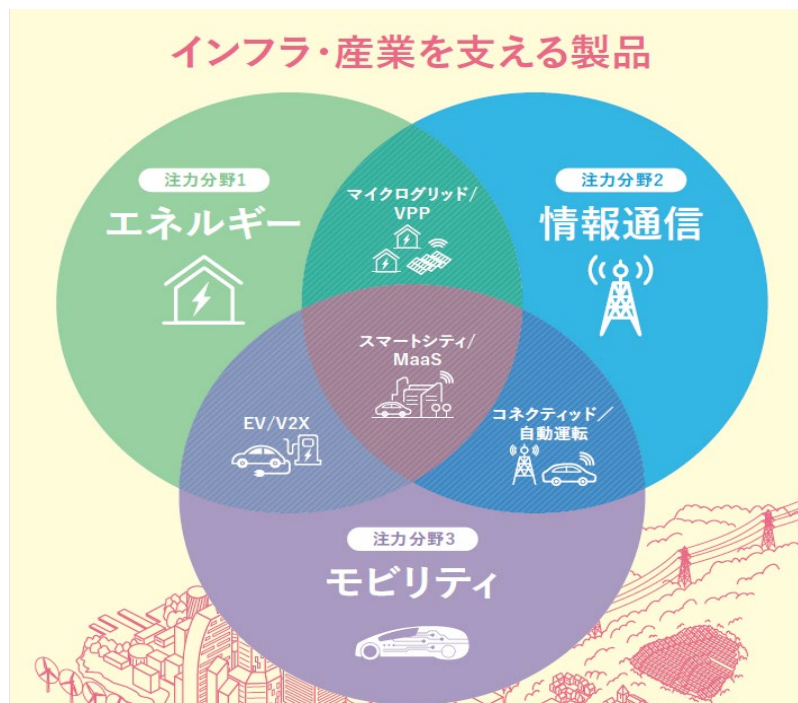 インフラ・産業を支える製品
注力分野1
エネルギー
マイクログリッド/
VPP
注力分野2
情報通信
スマートシティ/
MaaS
EV/V2X
コネクティッド/
自動運転
注力分野3
モビリティ